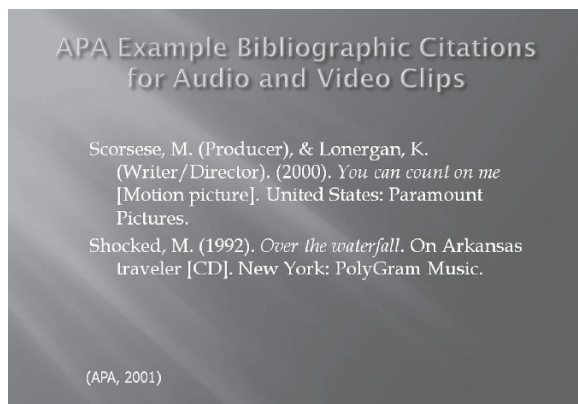 APA Example Bibliographic Citations
for Audio and Video Clips
Scorsese, M. (Producer), & Lonergan, K.
(Writer/Director). (2000). You can count on me
[Motion picture]. United States: Paramount
Pictures.
Shocked, M. (1992). Over the waterfall. On Arkansas
traveler [CD]. New York: PolyGram Music.
(APA, 2001)